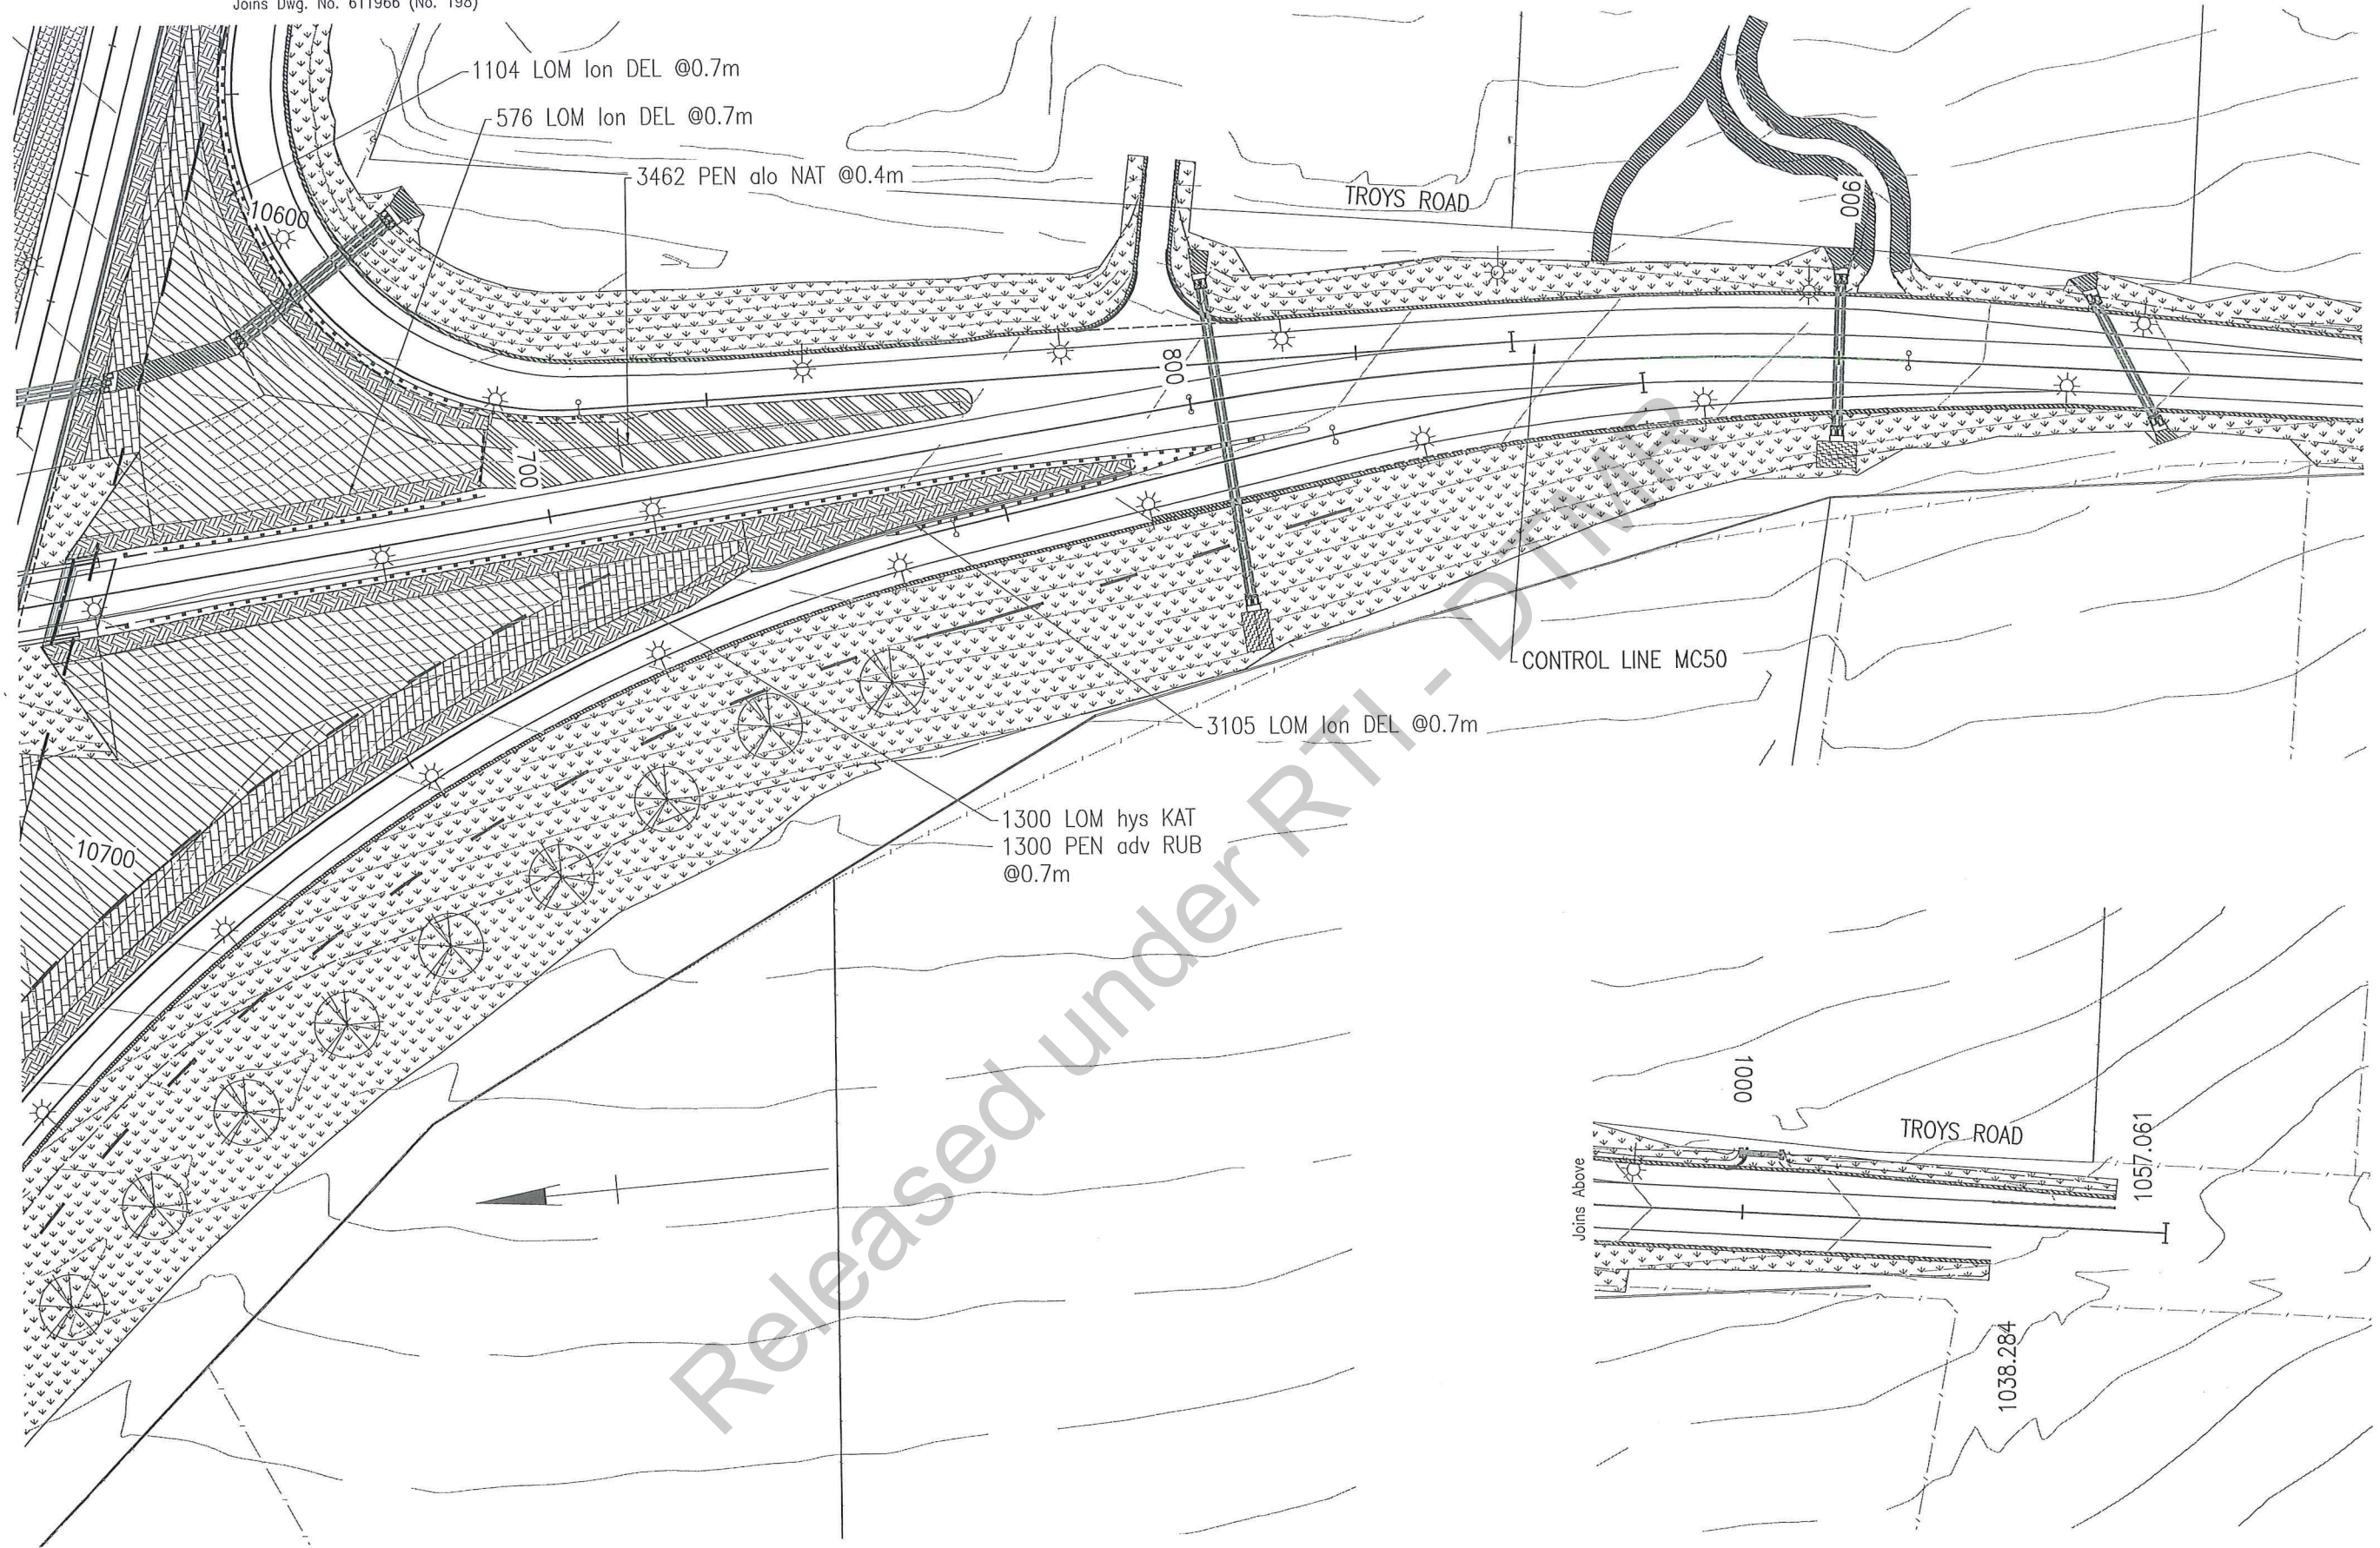 Joins Dwg. No. 611966 (No. 198)
1104 LOM lon DEL @0.7m
576 LOM lon DEL @0.7m
3462 PEN alo NAT @0.4m
TROYS ROAD
10600
900
800
700
CONTROL LINE MC50
3105 LOM lon DEL @0.7m
1300 LOM hys KAT
1300 PEN adv RUB
@0.7m
10700
Released under RTI - DTMR
1000
TROYS ROAD
1057.061
Joins Above
1038.284